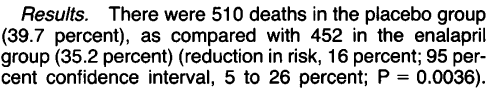 Results. There were 510 deaths in the placebo group
(39.7 percent), as compared with 452 in the enalapril
group (35.2 percent) (reduction in risk, 16 percent; 95 per-
cent confidence interval, 5 to 26 percent; P = 0.0036).